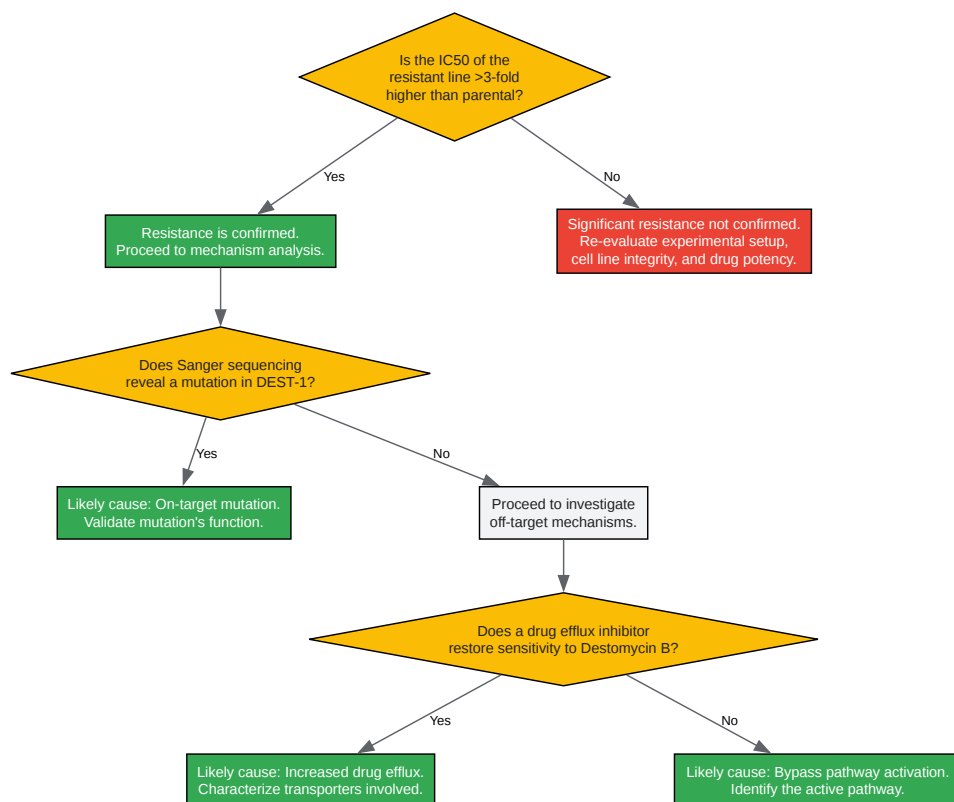 Is the IC50 of the
resistant line >3-fold
higher than parental?
Yes
No
Resistance is confirmed.
Proceed to mechanism analysis.
Significant resistance not confirmed.
Re-evaluate experimental setup,
cell line integrity, and drug potency.
Does Sanger sequencing
reveal a mutation in DEST-1?
Yes
No
Likely cause: On-target mutation.
Validate mutation's function.
Proceed to investigate
off-target mechanisms.
Does a drug efflux inhibitor
restore sensitivity to Destomycin B?
Yes
No
Likely cause: Increased drug efflux.
Characterize transporters involved.
Likely cause: Bypass pathway activation.
Identify the active pathway.